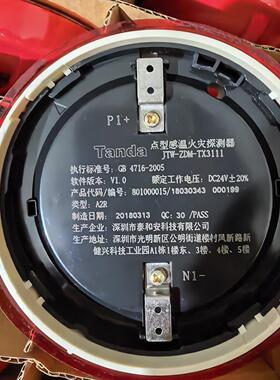 P1+
Tanda 点型感温火灾探测器
JTW-ZDM-TX3111
执行标准号: GB 4716-2005
软件版本: V1.0 额定工作电压: DC24V±20%
产品代码/编号: 801000015/18030343 000199
类型: A2R
日期: 20180313 QC: 30 /PASS
生产企业: 深圳市泰和安科技有限公司
地址: 深圳市光明新区公明街道楼村凤新路新
健兴科技工业园A1栋1楼东、3楼、4楼、5楼
N1-